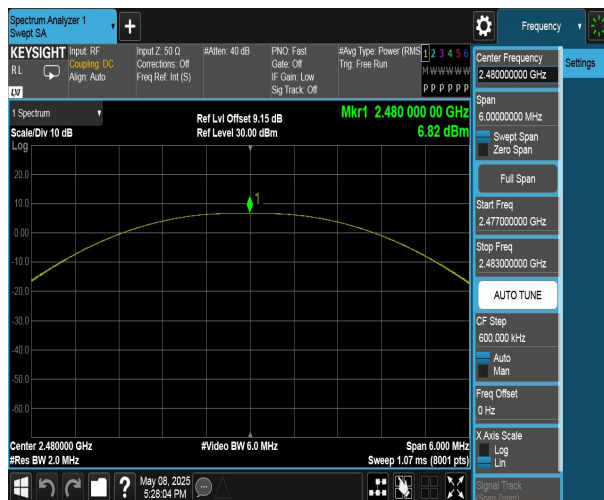 Spectrum Analyzer 1
Swept SA
Frequency
KEYSIGHT
RL
LXI
Input: RF
Coupling: DC
Align: Auto
Input Z: 50 Ω
Corrections: Off
Freq Ref: Int (S)
#Atten: 40 dB
PNO: Fast
Gate: Off
IF Gain: Low
Sig Track: Off
#Avg Type: Power (RMS
Trig: Free Run
1 2 3 4 5 6
M W W W W W
P P P P P P
1 Spectrum
Scale/Div 10 dB
Log
Ref Lvl Offset 9.15 dB
Ref Level 30.00 dBm
Mkr1 2.480 000 00 GHz
6.82 dBm
20.0
10.0
0.00
-10.0
-20.0
-30.0
-40.0
-50.0
-60.0
1
Center 2.480000 GHz
#Res BW 2.0 MHz
#Video BW 6.0 MHz
Span 6.000 MHz
Sweep 1.07 ms (8001 pts)
May 08, 2025
5:28:04 PM
Center Frequency
2.480000000 GHz
Settings
Span
6.00000000 MHz
Swept Span
Zero Span
Full Span
Start Freq
2.477000000 GHz
Stop Freq
2.483000000 GHz
AUTO TUNE
CF Step
600.000 kHz
Auto
Man
Freq Offset
0 Hz
X Axis Scale
Log
Lin
Signal Track
(Span Zoom)